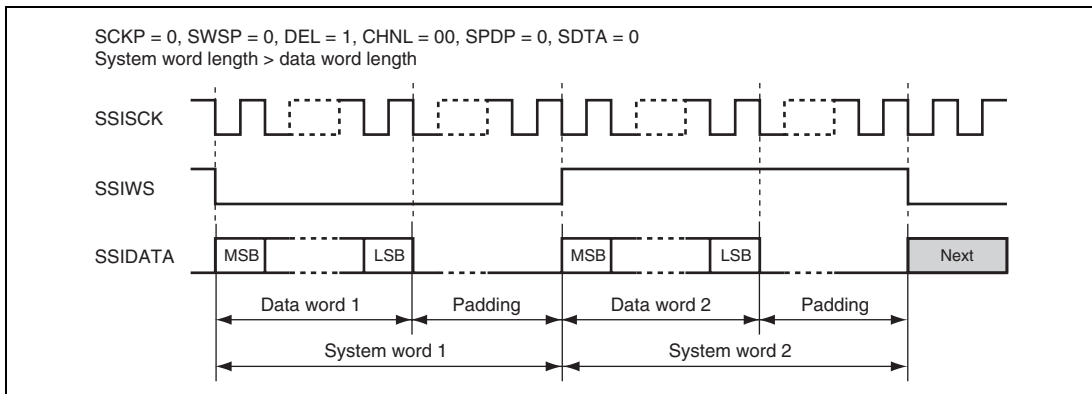 SCKP = 0, SWSP = 0, DEL = 1, CHNL = 00, SPDP = 0, SDTA = 0
System word length > data word length
SSISCK
SSIWS
SSIDATA MSB LSB MSB LSB Next
Data word 1 Padding Data word 2 Padding
System word 1 System word 2